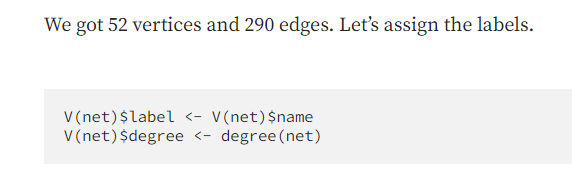 We got 52 vertices and 290 edges. Let’s assign the labels.
V(net)$label <- V(net)$name
V(net)$degree <- degree(net)